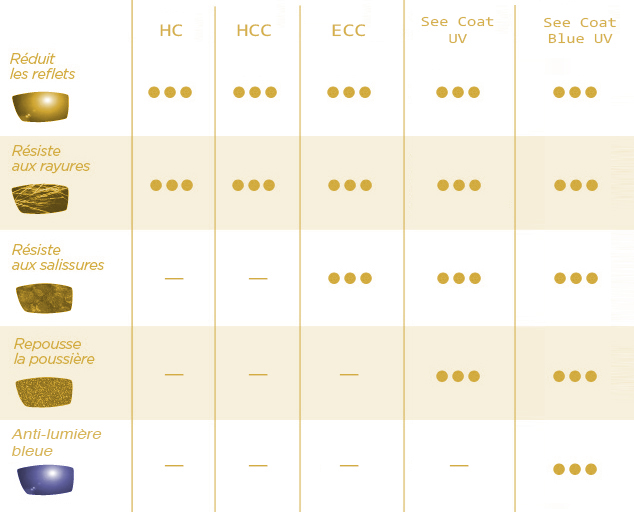 HC
HCC
ECC
See Coat
UV
See Coat
Blue UV
Réduit
les reflets
Résiste
aux rayures
Résiste
aux salissures
Repousse
la poussière
Anti-lumière
bleue